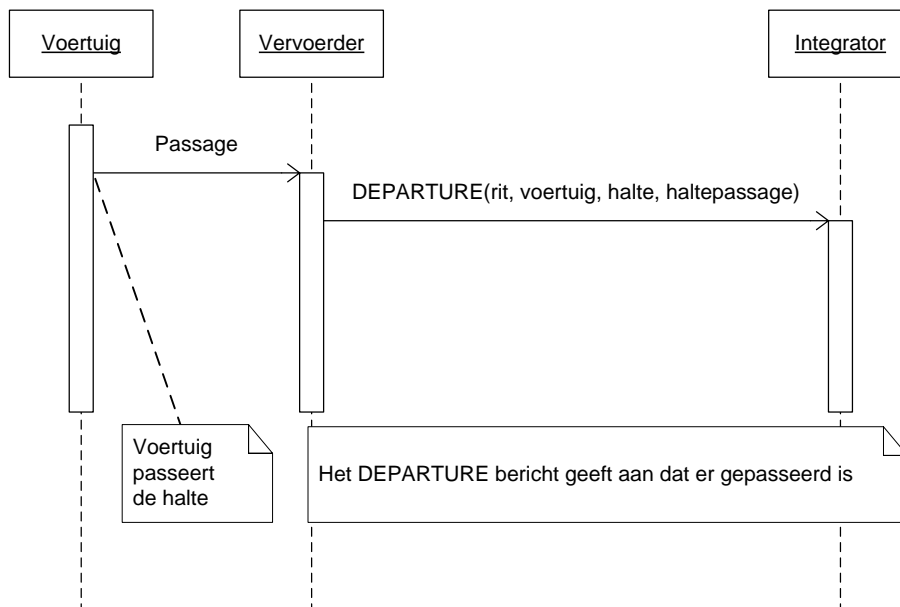 Voertuig
Vervoerder
Integrator
Passage
DEPARTURE(rit, voertuig, halte, haltepassage)
Voertuig
passeert
de halte
Het DEPARTURE bericht geeft aan dat er gepasseerd is